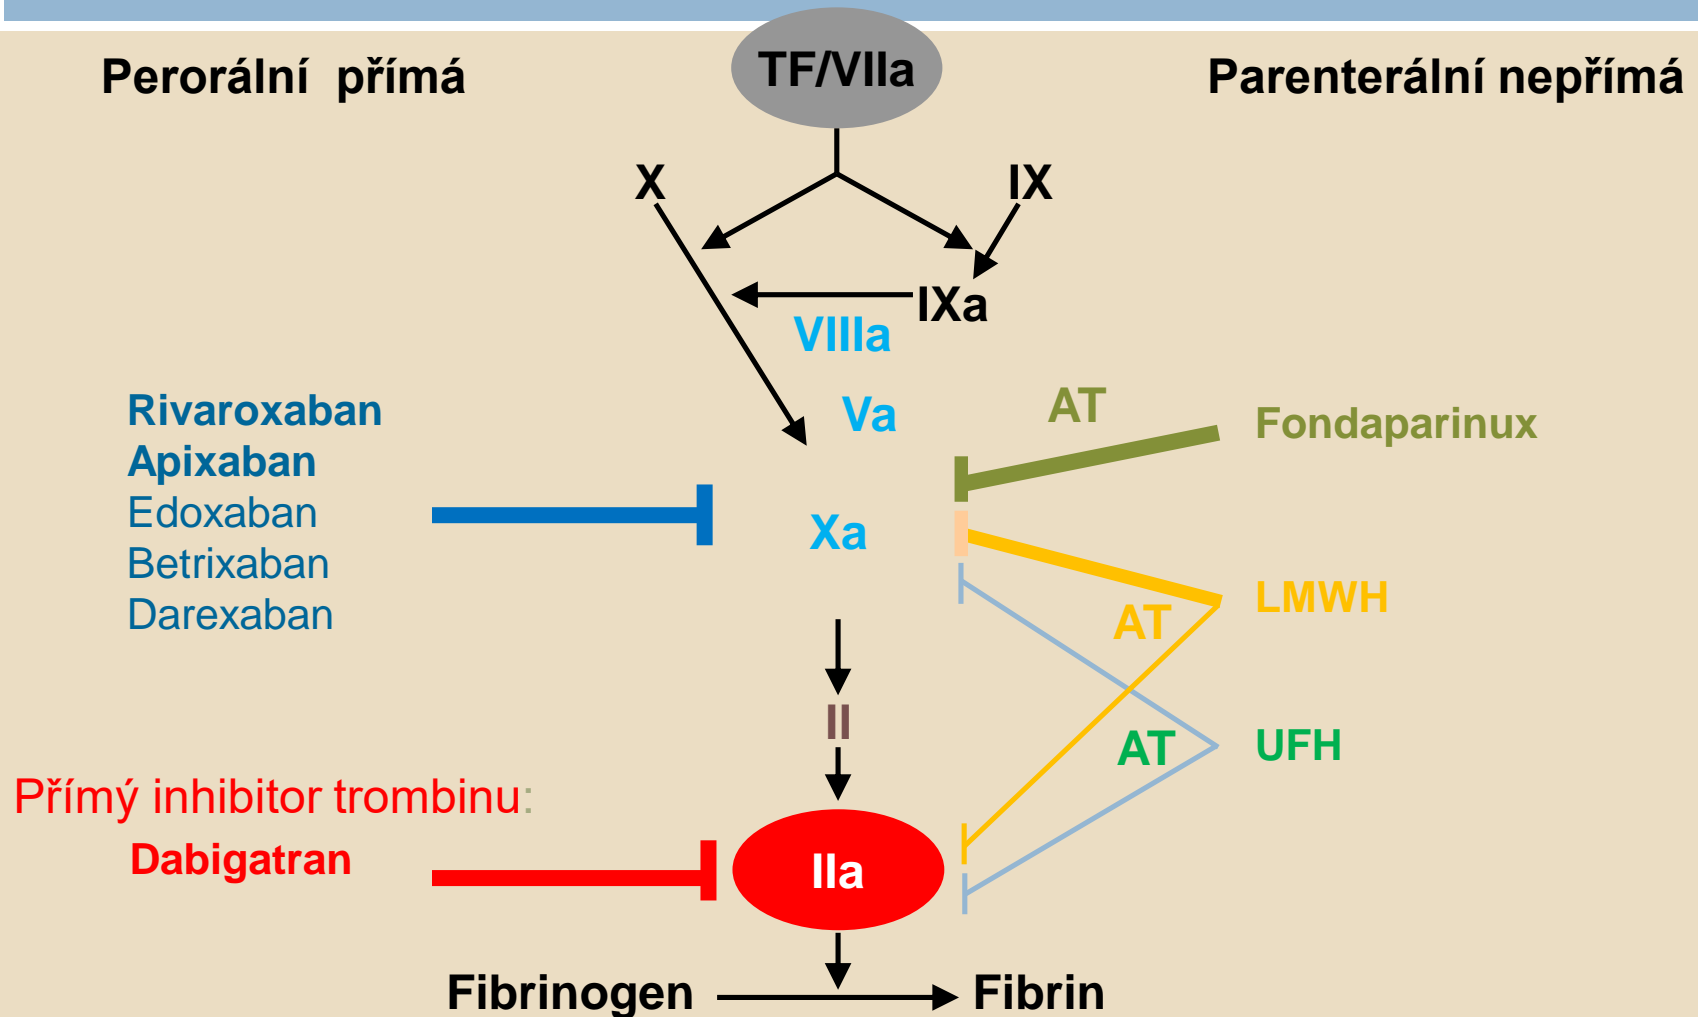 TF/VIIa
Perorální přímá
Parenterální nepřímá
X
IX
IXa
VIIIa
Va
Xa
Rivaroxaban
Apixaban
Edoxaban
Betrixaban
Darexaban
AT
Fondaparinux
AT
LMWH
AT
UFH
II
Přímý inhibitor trombinu:
Dabigatran
IIa
Fibrinogen
Fibrin